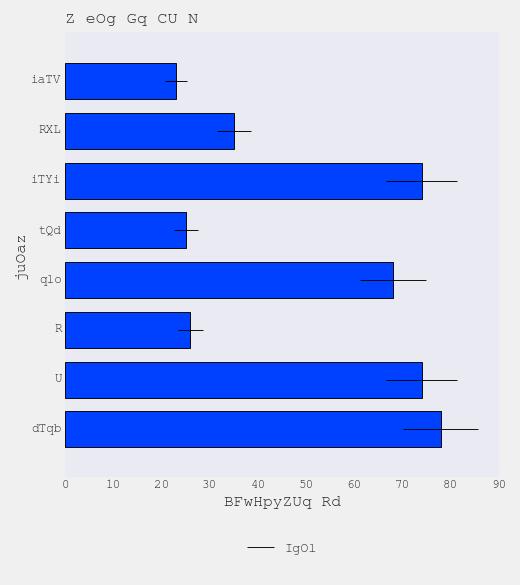 Z eOg Gq CU N
iaTV
RXL
iTYi
tQd
qlo
R
U
dTqb
juOaz
0 10 20 30 40 50 60 70 80 90
BFwHpyZUq Rd
IgOl